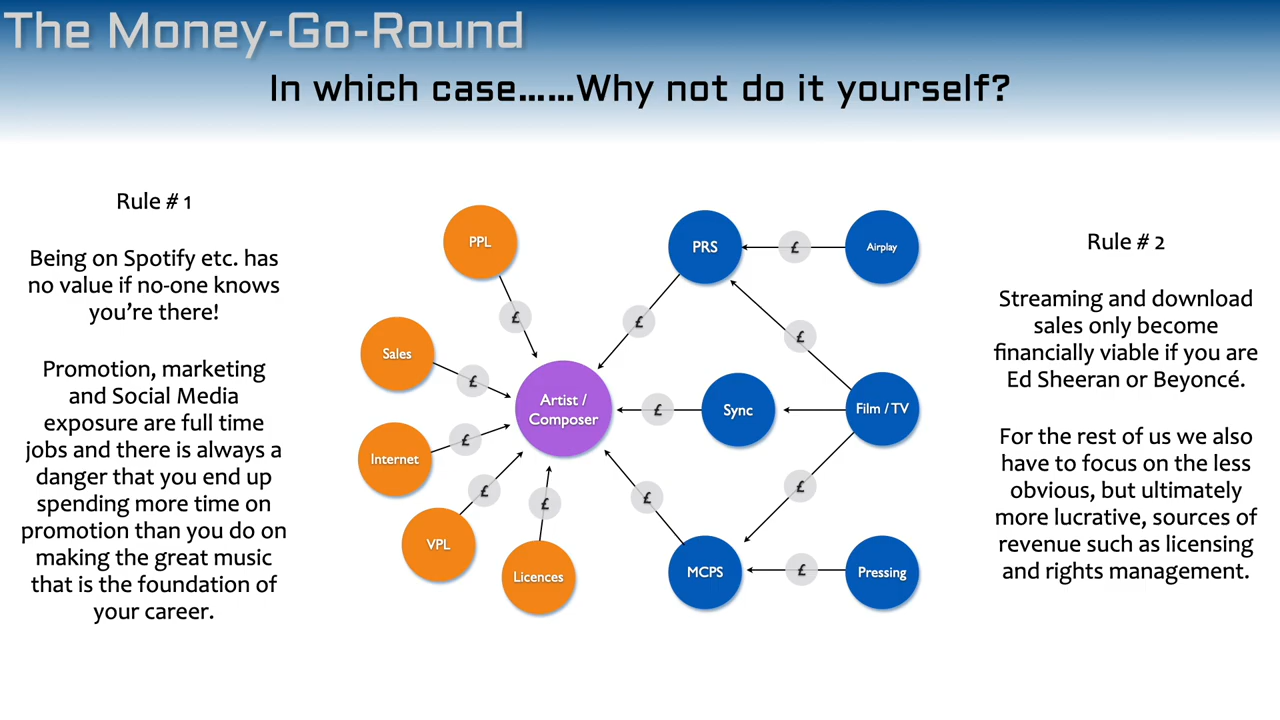 The Money-Go-Round
In which case......Why not do it yourself?
Rule # 1
Being on Spotify etc. has
no value if no-one knows
you're there!
Promotion, marketing
and Social Media
exposure are full time
jobs and there is always a
danger that you end up
spending more time on
promotion than you do on
making the great music
that is the foundation of
your career.
PPL
£
Sales
£
Internet
£
VPL
£
Licences
£
Artist /
Composer
PRS
£
£
Airplay
£
Sync
£
Film / TV
£
MCPS
£
£
Pressing
Rule # 2
Streaming and download
sales only become
financially viable if you are
Ed Sheeran or Beyoncé.
For the rest of us we also
have to focus on the less
obvious, but ultimately
more lucrative, sources of
revenue such as licensing
and rights management.